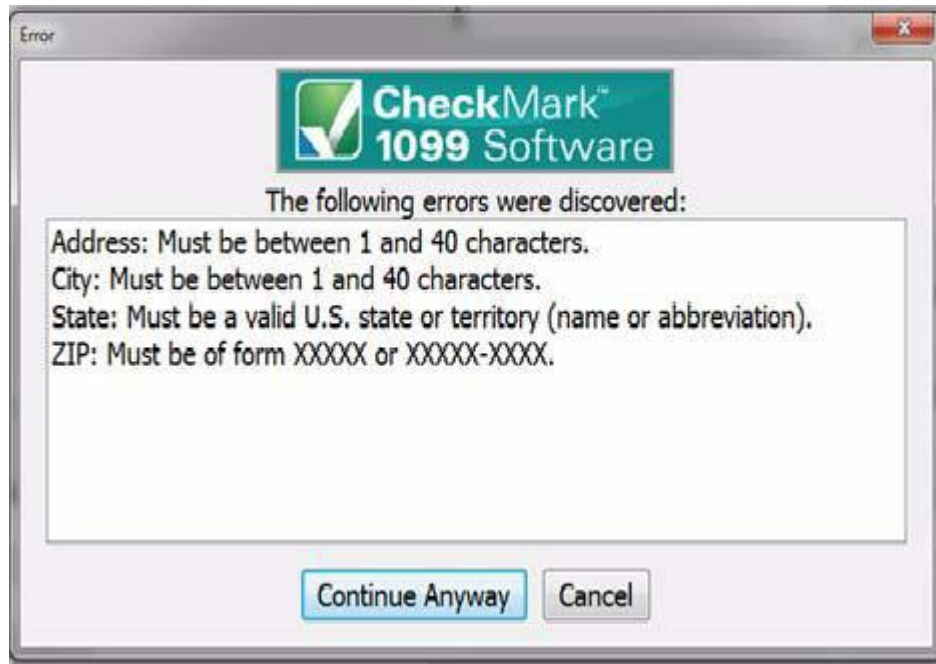 Error
CheckMark™
1099 Software
The following errors were discovered:
Address: Must be between 1 and 40 characters.
City: Must be between 1 and 40 characters.
State: Must be a valid U.S. state or territory (name or abbreviation).
ZIP: Must be of form XXXXX or XXXXX-XXXX.
Continue Anyway Cancel